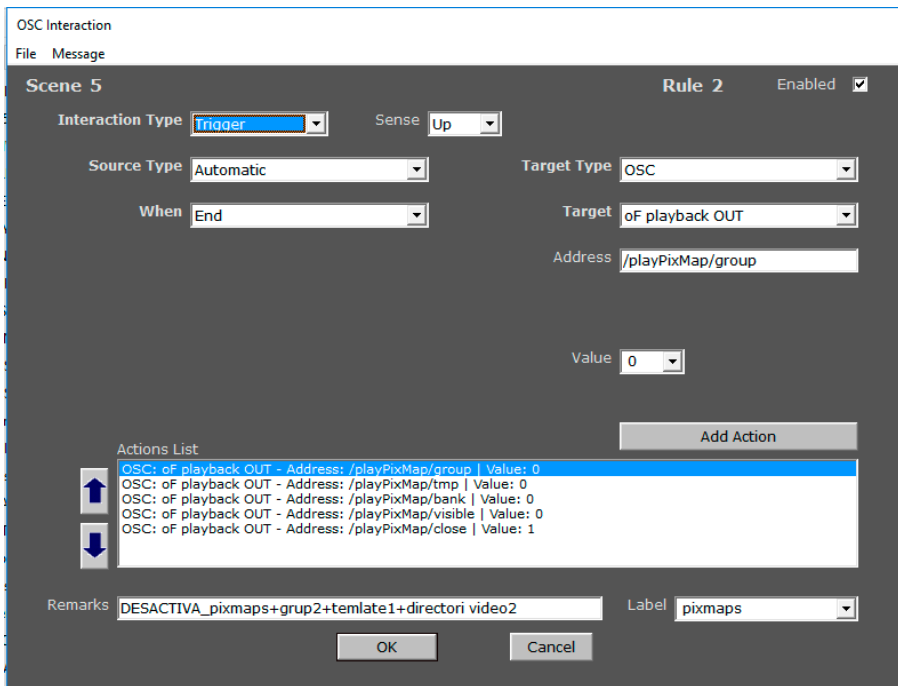 OSC Interaction
File Message
Scene 5 Rule 2 Enabled
Interaction Type Trigger Sense Up
Source Type Automatic Target Type OSC
When End Target oF playback OUT
Address /playPixMap/group
Value 0
Add Action
Actions List
OSC: oF playback OUT - Address: /playPixMap/group | Value: 0
OSC: oF playback OUT - Address: /playPixMap/tmp | Value: 0
OSC: oF playback OUT - Address: /playPixMap/bank | Value: 0
OSC: oF playback OUT - Address: /playPixMap/visible | Value: 0
OSC: oF playback OUT - Address: /playPixMap/close | Value: 1
Remarks DESACTIVA_pixmaps+grup2+temlate1+directori video2 Label pixmaps
OK Cancel